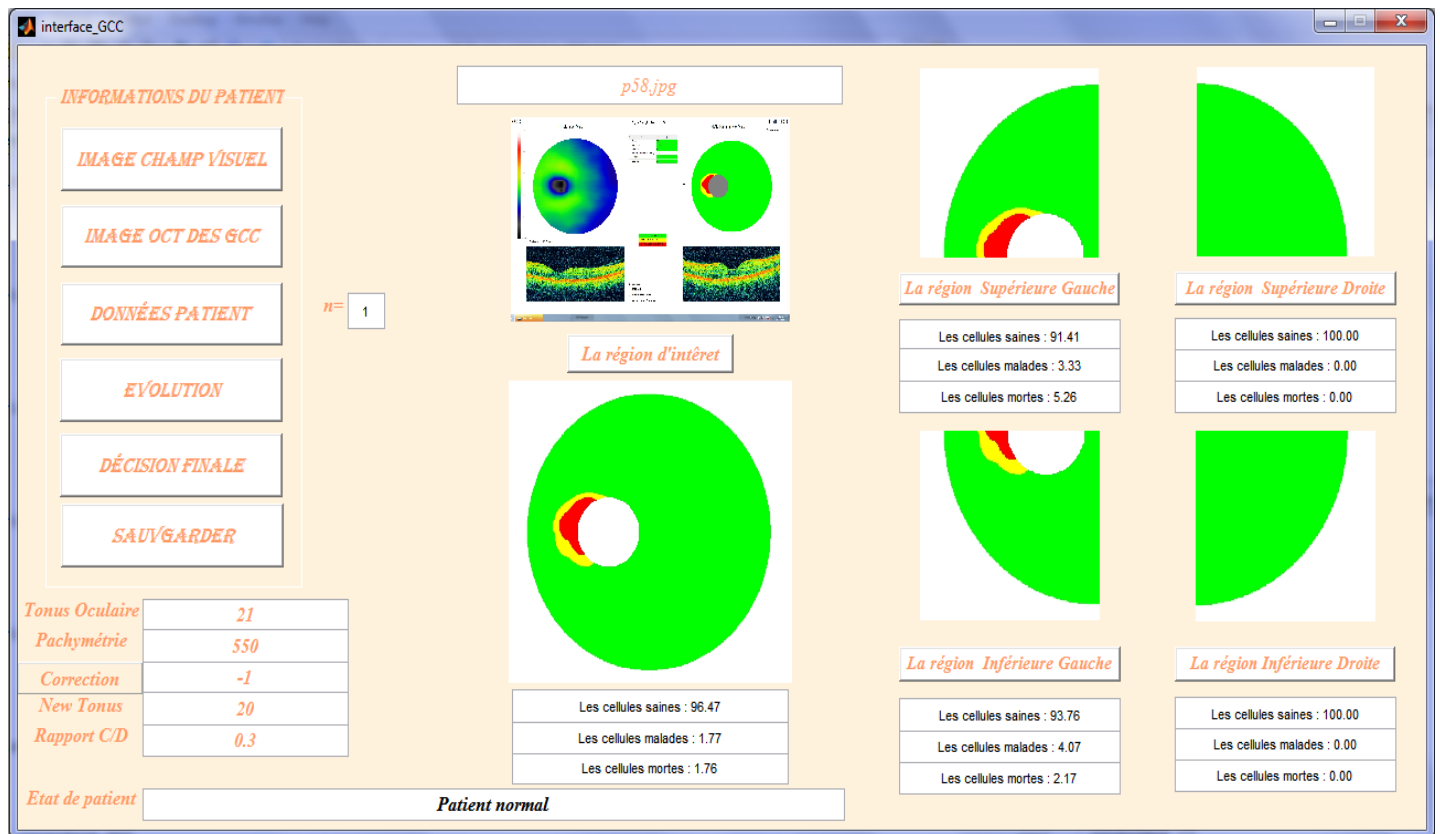 interface_GCC
INFORMATIONS DU PATIENT
IMAGE CHAMP VISUEL
IMAGE OCT DES GCC
DONNÉES PATIENT
EVOLUTION
DÉCISION FINALE
SAUVGARDER
n=
1
Tonus Oculaire
21
Pachymétrie
550
Correction
-1
New Tonus
20
Rapport C/D
0.3
Etat de patient
Patient normal
p58.jpg
La région d'intêret
Les cellules saines : 96.47
Les cellules malades : 1.77
Les cellules mortes : 1.76
La région Supérieure Gauche
Les cellules saines : 91.41
Les cellules malades : 3.33
Les cellules mortes : 5.26
La région Supérieure Droite
Les cellules saines : 100.00
Les cellules malades : 0.00
Les cellules mortes : 0.00
La région Inférieure Gauche
Les cellules saines : 93.76
Les cellules malades : 4.07
Les cellules mortes : 2.17
La région Inférieure Droite
Les cellules saines : 100.00
Les cellules malades : 0.00
Les cellules mortes : 0.00